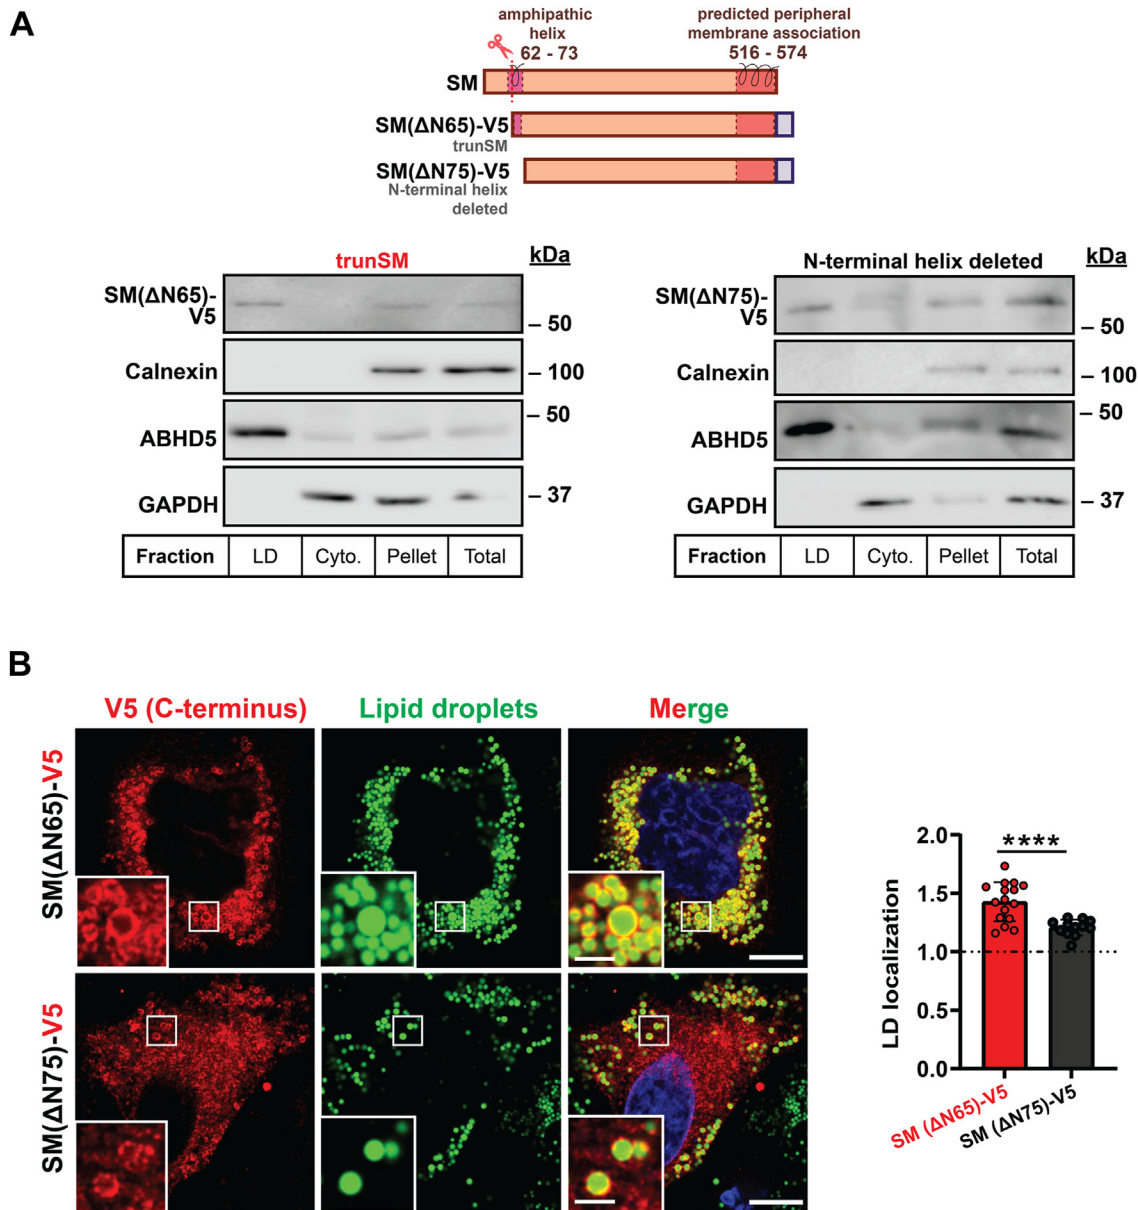 A
amphipathic
helix
62 - 73
predicted peripheral
membrane association
516 - 574
SM
SM(ΔN65)-V5
trunSM
SM(ΔN75)-V5
N-terminal helix
deleted
trunSM
kDa
SM(ΔN65)-
V5
– 50
Calnexin
– 100
– 50
ABHD5
GAPDH
– 37
Fraction LD Cyto. Pellet Total
N-terminal helix deleted
kDa
SM(ΔN75)-
V5
– 50
Calnexin
– 100
– 50
ABHD5
GAPDH
– 37
Fraction LD Cyto. Pellet Total
B
V5 (C-terminus)
Lipid droplets
Merge
SM(ΔN65)-V5
SM(ΔN75)-V5
LD localization
2.0
1.5
1.0
0.5
0.0
****
SM (ΔN65)-V5
SM (ΔN75)-V5